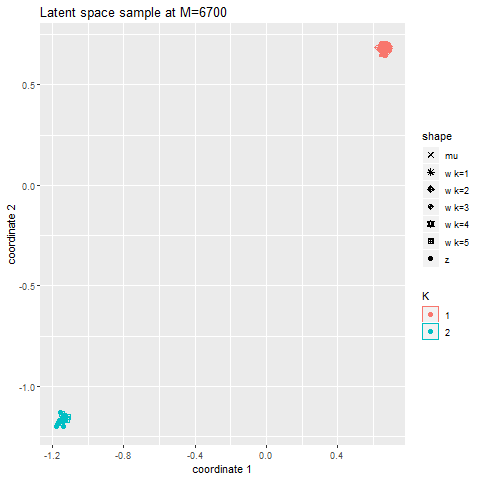 Latent space sample at M=6700
coordinate 2
0.5
0.0
-0.5
-1.0
-1.2
-0.8
-0.4
0.0
0.4
coordinate 1
shape
mu
w k=1
w k=2
w k=3
w k=4
w k=5
z
K
1
2